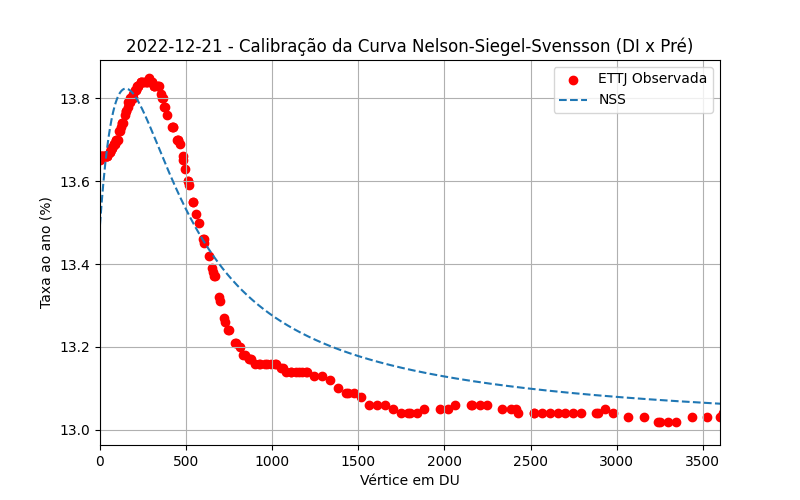 2022-12-21 - Calibração da Curva Nelson-Siegel-Svensson (DI x Pré)
ETTJ Observada
NSS
Taxa ao ano (%)
13.8
13.6
13.4
13.2
13.0
0 500 1000 1500 2000 2500 3000 3500
Vértice em DU